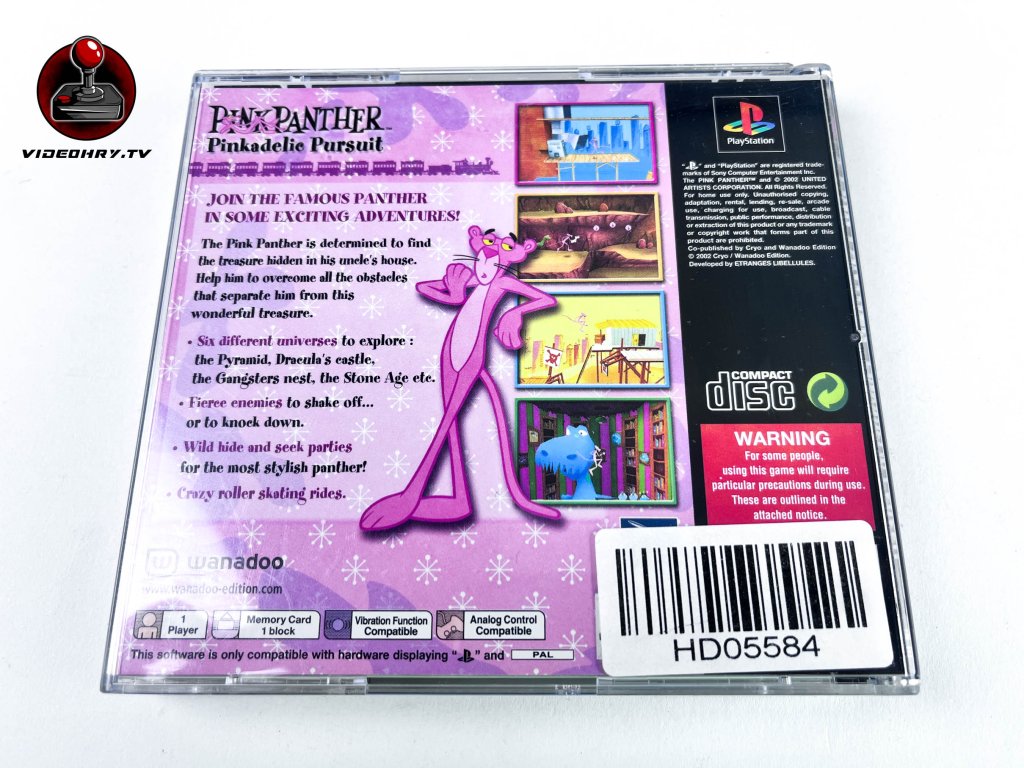 VIDEOHRY.TV
PINK PANTHER™
Pinkadelic Pursuit
JOIN THE FAMOUS PANTHER
IN SOME EXCITING ADVENTURES!
The Pink Panther is determined to find
the treasure hidden in his uncle's house.
Help him to overcome all the obstacles
that separate him from this
wonderful treasure.
• Six different universes to explore :
the Pyramid, Dracula's castle,
the Gangsters nest, the Stone Age etc.
• Fierce enemies to shake off...
or to knock down.
• Wild hide and seek parties
for the most stylish panther!
• Crazy roller skating rides.
w wanadoo
www.wanadoo-edition.com
1
Player
Memory Card
1 block
Vibration Function
Compatible
Analog Control
Compatible
This software is only compatible with hardware displaying " " and PAL
PlayStation
" " and "PlayStation" are registered trade-
marks of Sony Computer Entertainment Inc.
The PINK PANTHER™ and © 2002 UNITED
ARTISTS CORPORATION. All Rights Reserved.
For home use only. Unauthorised copying,
adaptation, rental, lending, re-sale, arcade
use, charging for use, broadcast, cable
transmission, public performance, distribution
or extraction of this product or any trademark
or copyright work that forms part of this
product are prohibited.
Co-published by Cryo and Wanadoo Edition
© 2002 Cryo / Wanadoo Edition.
Developed by ETRANGES LIBELLULES.
COMPACT
disc
WARNING
For some people,
using this game will require
particular precautions during use.
These are outlined in the
attached notice.
HD05584